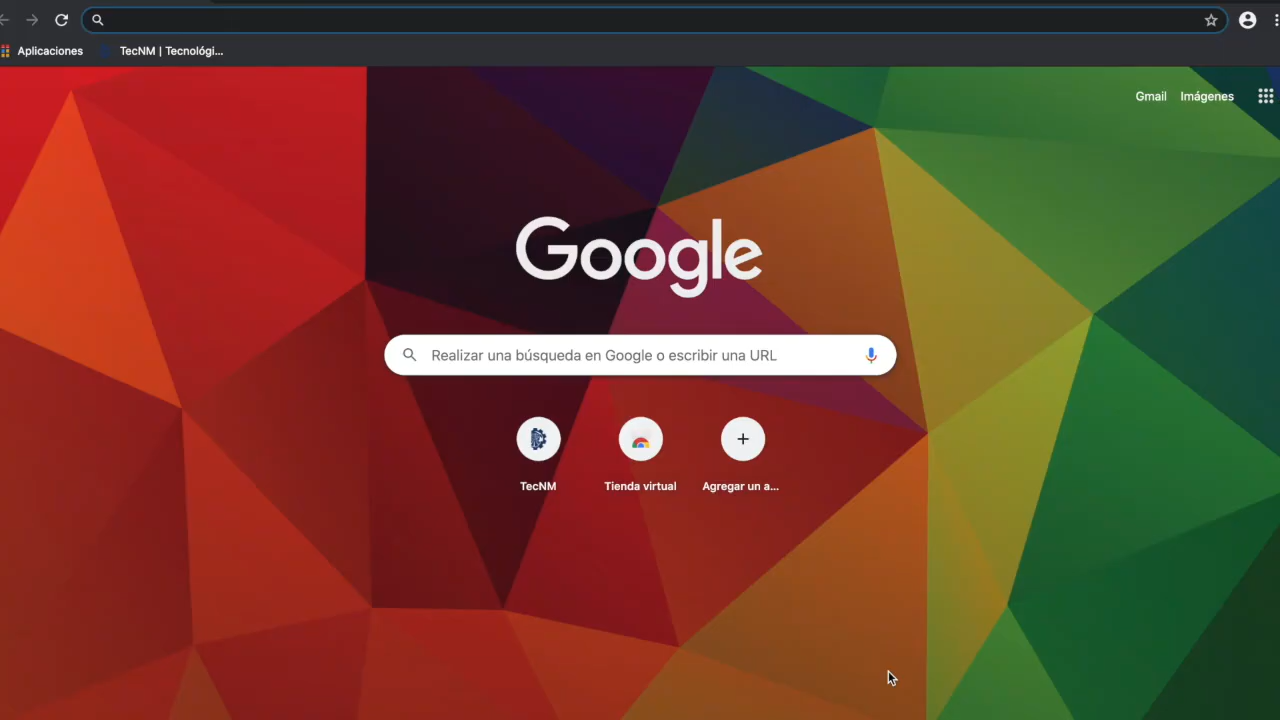 Aplicaciones
TecNM | Tecnológi...
Gmail Imágenes
Google
Realizar una búsqueda en Google o escribir una URL
TecNM
Tienda virtual
Agregar un a...